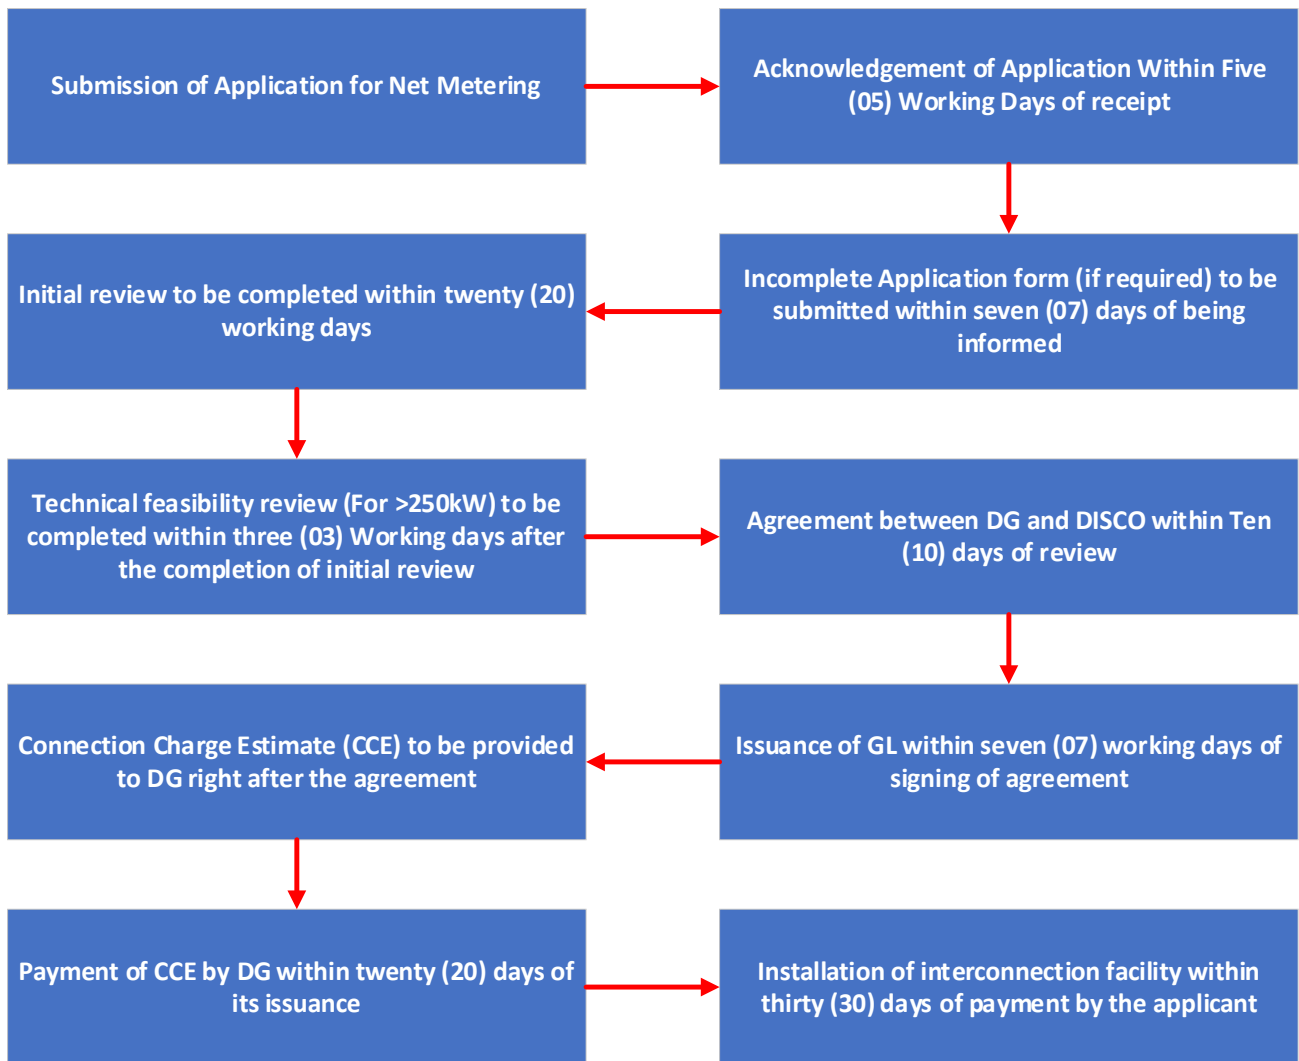 Submission of Application for Net Metering
Acknowledgement of Application Within Five
(05) Working Days of receipt
Incomplete Application form (if required) to be
submitted within seven (07) days of being
informed
Initial review to be completed within twenty (20)
working days
Technical feasibility review (For >250kW) to be
completed within three (03) Working days after
the completion of initial review
Agreement between DG and DISCO within Ten
(10) days of review
Issuance of GL within seven (07) working days of
signing of agreement
Connection Charge Estimate (CCE) to be provided
to DG right after the agreement
Payment of CCE by DG within twenty (20) days of
its issuance
Installation of interconnection facility within
thirty (30) days of payment by the applicant